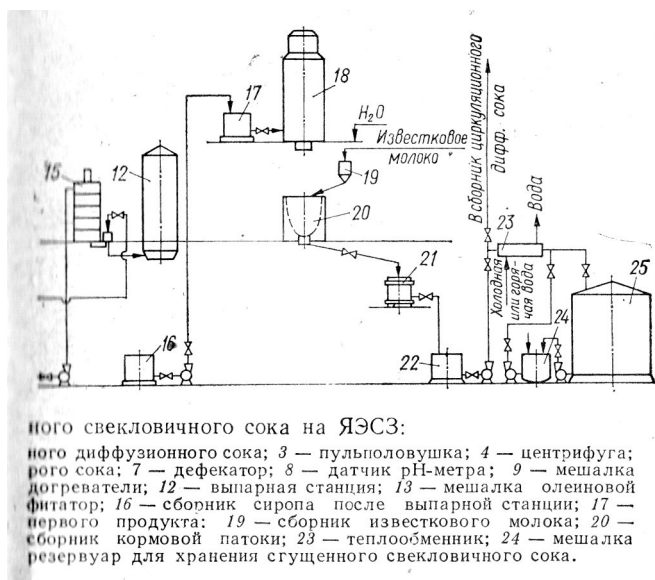 17
18
H₂O
Известковое
молоко
15
12
19
20
21
16
22
В сборник циркуляционного
дифф. сока
Вода
23
Холодная
или горя-
чая вода
24
25
ного свекловичного сока на ЯЭСЗ:
ного диффузионного сока; 3 — пульполовушка; 4 — центрифуга;
рого сока; 7 — дефекатор; 8 — датчик рН-метра; 9 — мешалка
догреватели; 12 — выпарная станция; 13 — мешалка олеиновой
фитатор; 16 — сборник сиропа после выпарной станции; 17 —
первого продукта: 19 — сборник известкового молока; 20 —
сборник кормовой патоки; 23 — теплообменник; 24 — мешалка
резервуар для хранения сгущенного свекловичного сока.